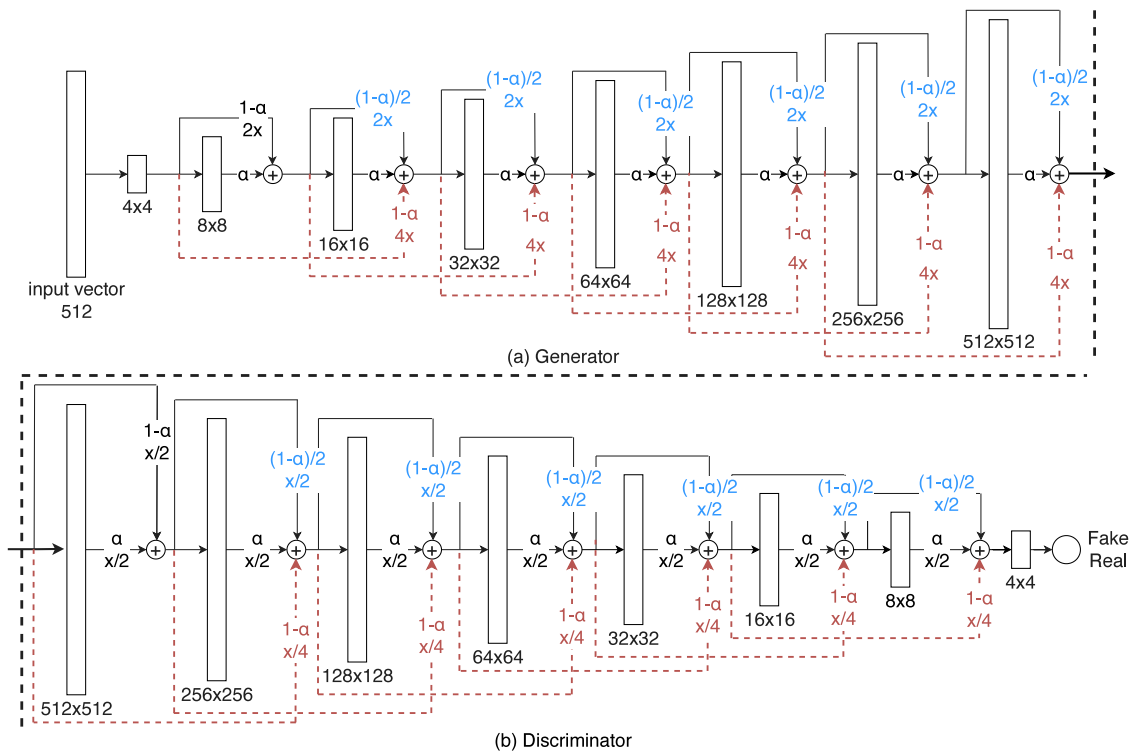 input vector
512
4x4
1-α
2x
8x8
α
+
(1-α)/2
2x
16x16
α
+
1-α
4x
(1-α)/2
2x
32x32
α
+
1-α
4x
(1-α)/2
2x
64x64
α
+
1-α
4x
(1-α)/2
2x
128x128
α
+
1-α
4x
(1-α)/2
2x
256x256
α
+
1-α
4x
(1-α)/2
2x
512x512
α
+
1-α
4x
(a) Generator
512x512
1-α
x/2
α
x/2
+
256x256
(1-α)/2
x/2
α
x/2
+
1-α
x/4
128x128
(1-α)/2
x/2
α
x/2
+
1-α
x/4
64x64
(1-α)/2
x/2
α
x/2
+
1-α
x/4
32x32
(1-α)/2
x/2
α
x/2
+
1-α
x/4
16x16
(1-α)/2
x/2
α
x/2
+
1-α
x/4
8x8
(1-α)/2
x/2
α
x/2
+
1-α
x/4
4x4
Fake
Real
(b) Discriminator